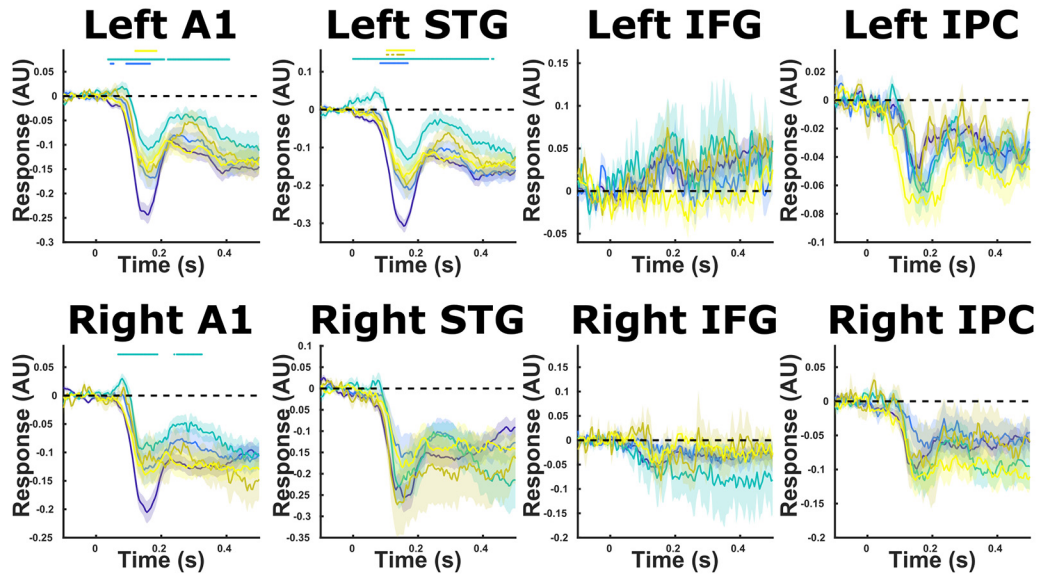 Left A1
Left STG
Left IFG
Left IPC
Response (AU)
0.05
0
-0.05
-0.1
-0.15
-0.2
-0.25
-0.3
0 0.2 0.4
Time (s)
Response (AU)
0.1
0
-0.1
-0.2
-0.3
0 0.2 0.4
Time (s)
Response (AU)
0.15
0.1
0.05
0
-0.05
0 0.2 0.4
Time (s)
Response (AU)
0.02
0
-0.02
-0.04
-0.06
-0.08
-0.1
0 0.2 0.4
Time (s)
Right A1
Right STG
Right IFG
Right IPC
Response (AU)
0.05
0
-0.05
-0.1
-0.15
-0.2
-0.25
0 0.2 0.4
Time (s)
Response (AU)
0.1
0.05
0
-0.05
-0.1
-0.15
-0.2
-0.25
-0.3
-0.35
0 0.2 0.4
Time (s)
Response (AU)
0.15
0.1
0.05
0
-0.05
-0.1
-0.15
-0.2
0 0.2 0.4
Time (s)
Response (AU)
0.05
0
-0.05
-0.1
-0.15
-0.2
0 0.2 0.4
Time (s)